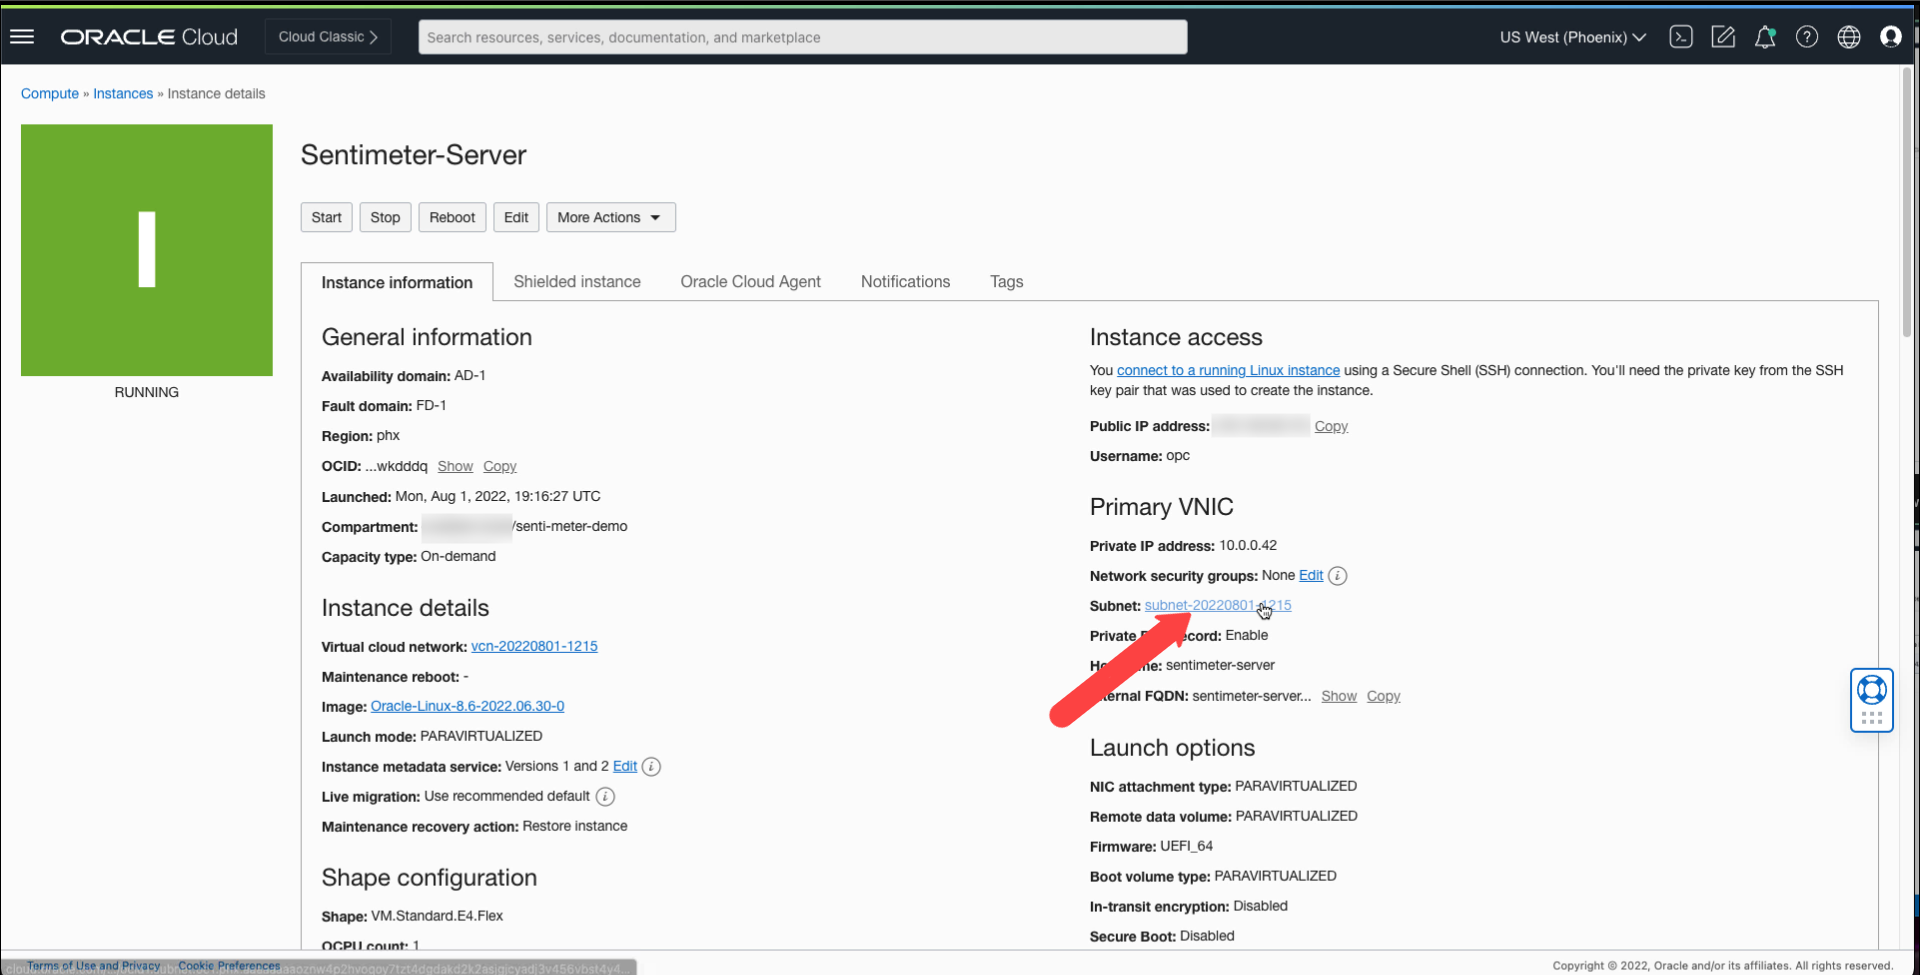 ORACLE Cloud
Cloud Classic
Search resources, services, documentation, and marketplace
US West (Phoenix)
Compute » Instances » Instance details
I
RUNNING
Sentimeter-Server
Start Stop Reboot Edit More Actions
Instance information Shielded instance Oracle Cloud Agent Notifications Tags
General information
Availability domain: AD-1
Fault domain: FD-1
Region: phx
OCID: ...wkdddq Show Copy
Launched: Mon, Aug 1, 2022, 19:16:27 UTC
Compartment: /senti-meter-demo
Capacity type: On-demand
Instance details
Virtual cloud network: vcn-20220801-1215
Maintenance reboot: -
Image: Oracle-Linux-8.6-2022.06.30-0
Launch mode: PARAVIRTUALIZED
Instance metadata service: Versions 1 and 2 Edit
Live migration: Use recommended default
Maintenance recovery action: Restore instance
Shape configuration
Shape: VM.Standard.E4.Flex
OCPU count: 1
Instance access
You connect to a running Linux instance using a Secure Shell (SSH) connection. You'll need the private key from the SSH
key pair that was used to create the instance.
Public IP address: Copy
Username: opc
Primary VNIC
Private IP address: 10.0.0.42
Network security groups: None Edit
Subnet: subnet-20220801-1215
Private ecord: Enable
me: sentimeter-server
ernal FQDN: sentimeter-server... Show Copy
Launch options
NIC attachment type: PARAVIRTUALIZED
Remote data volume: PARAVIRTUALIZED
Firmware: UEFI_64
Boot volume type: PARAVIRTUALIZED
In-transit encryption: Disabled
Secure Boot: Disabled
Terms of Use and Privacy Cookie Preferences
Copyright © 2022, Oracle and/or its affiliates. All rights reserved.